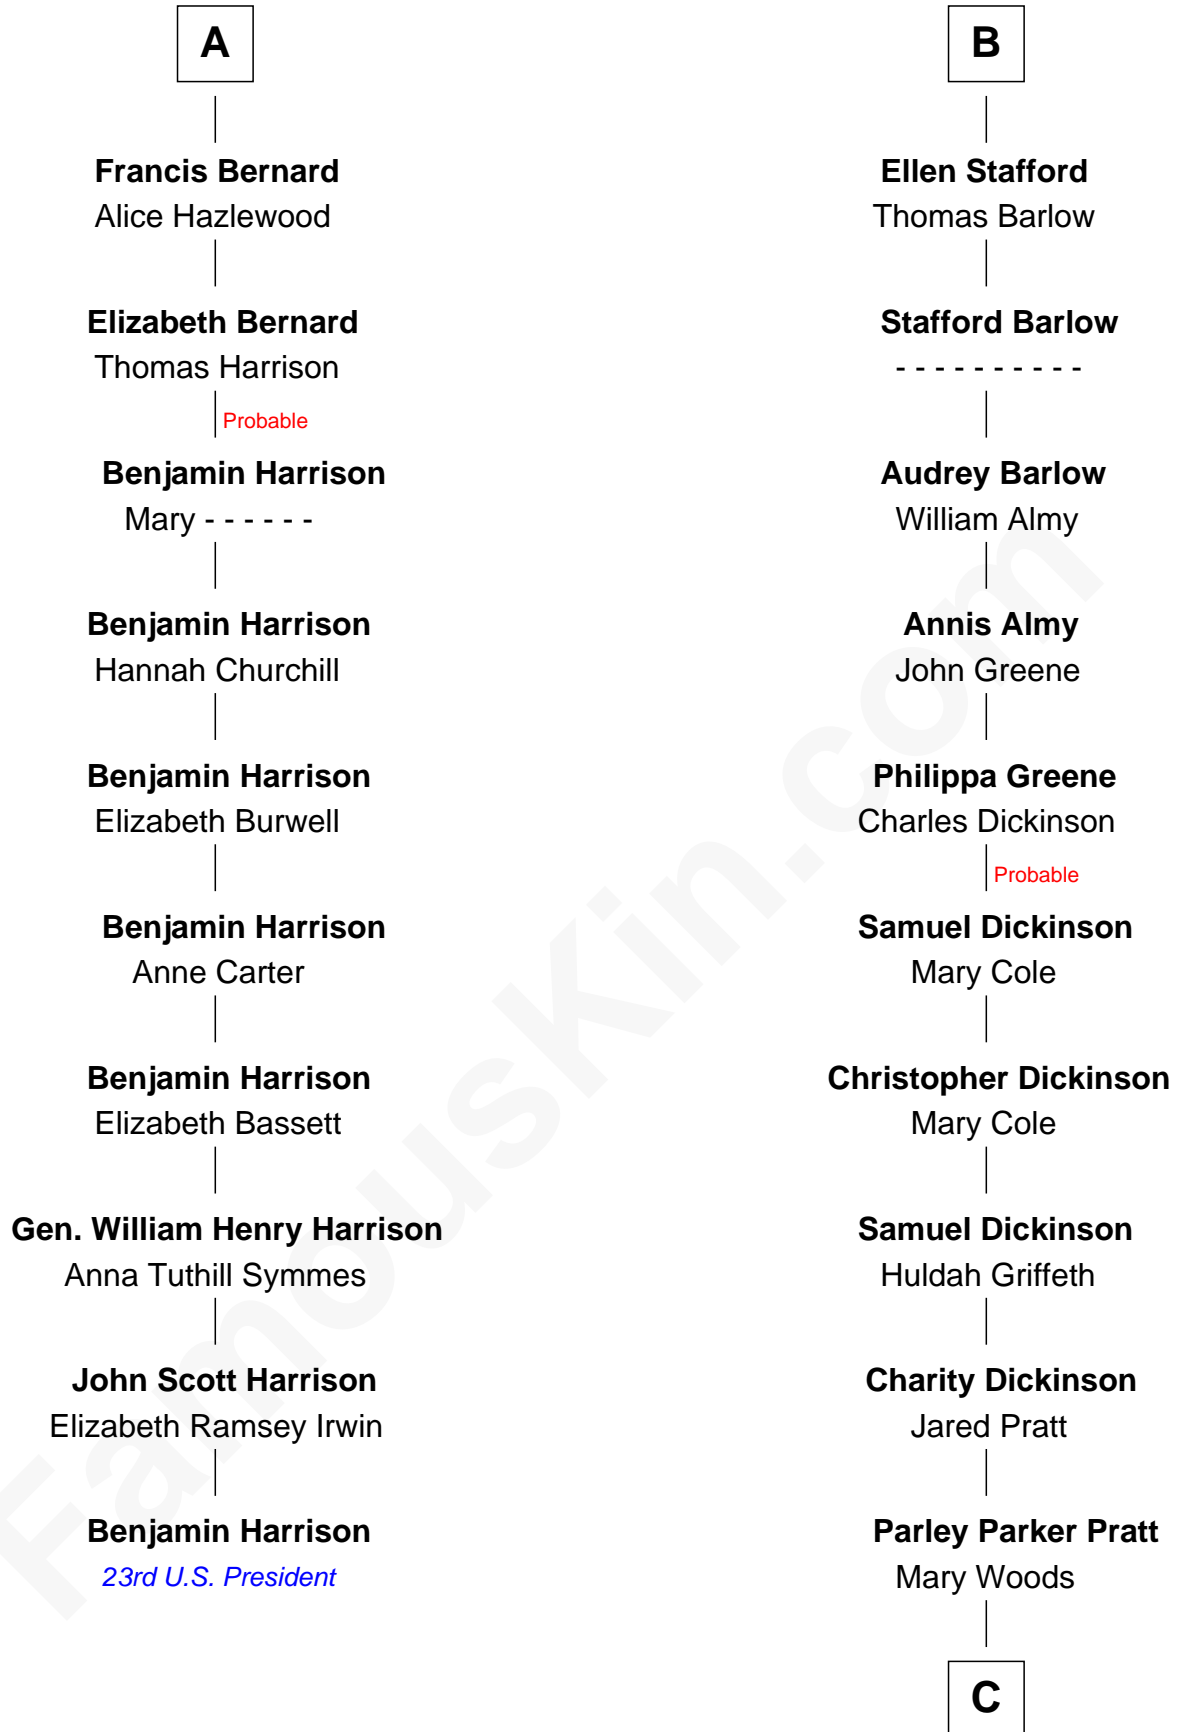 A
Francis Bernard
Alice Hazlewood
Elizabeth Bernard
Thomas Harrison
Probable
Benjamin Harrison
Mary - - - - - -
Benjamin Harrison
Hannah Churchill
Benjamin Harrison
Elizabeth Burwell
Benjamin Harrison
Anne Carter
Benjamin Harrison
Elizabeth Bassett
Gen. William Henry Harrison
Anna Tuthill Symmes
John Scott Harrison
Elizabeth Ramsey Irwin
Benjamin Harrison
23rd U.S. President
B
Ellen Stafford
Thomas Barlow
Stafford Barlow
- - - - - - - - - -
Audrey Barlow
William Almy
Annis Almy
John Greene
Philippa Greene
Charles Dickinson
Probable
Samuel Dickinson
Mary Cole
Christopher Dickinson
Mary Cole
Samuel Dickinson
Huldah Griffeth
Charity Dickinson
Jared Pratt
Parley Parker Pratt
Mary Woods
C
FamousKin.com